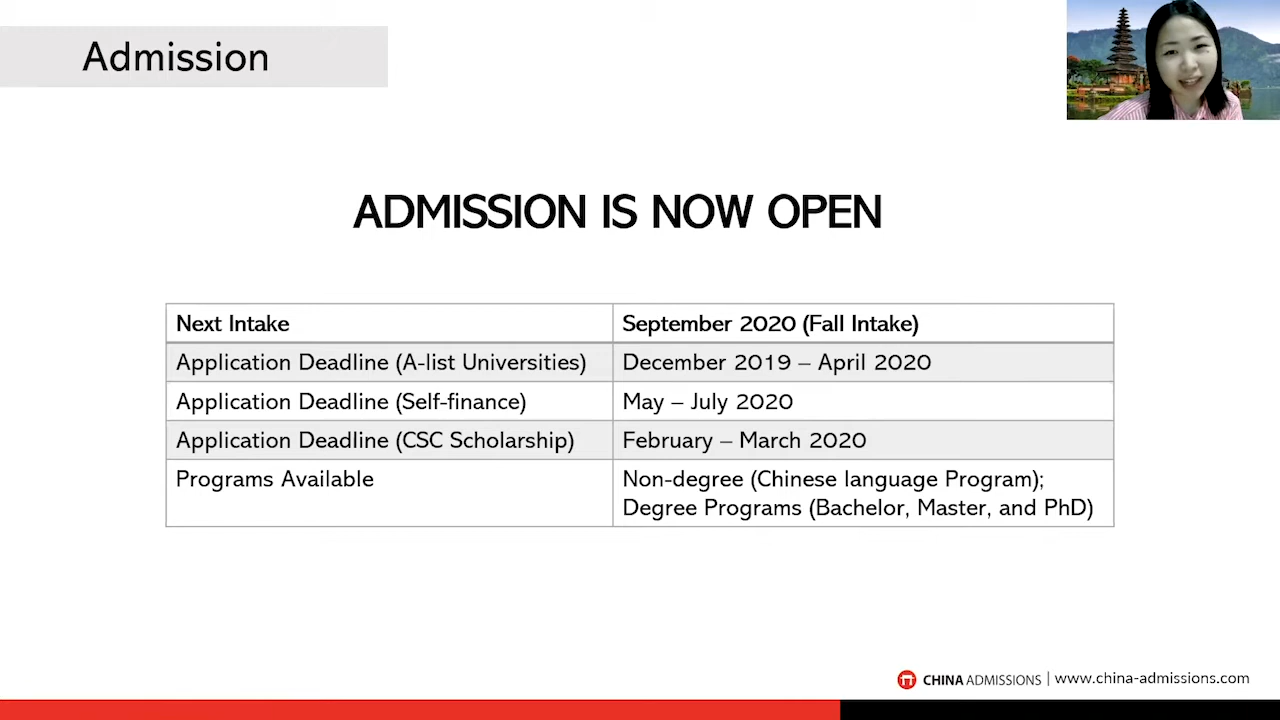 Admission
ADMISSION IS NOW OPEN
Next Intake September 2020 (Fall Intake)
Application Deadline (A-list Universities) December 2019 – April 2020
Application Deadline (Self-finance) May – July 2020
Application Deadline (CSC Scholarship) February – March 2020
Programs Available Non-degree (Chinese language Program);
Degree Programs (Bachelor, Master, and PhD)
CHINA ADMISSIONS | www.china-admissions.com